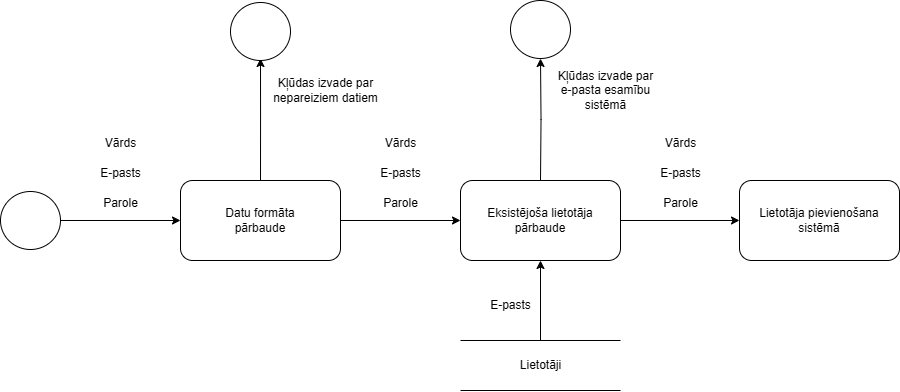 Kļūdas izvade par
nepareiziem datiem
Kļūdas izvade par
e-pasta esamību
sistēmā
Vārds
E-pasts
Parole
Vārds
E-pasts
Parole
Vārds
E-pasts
Parole
Datu formāta
pārbaude
Eksistējoša lietotāja
pārbaude
Lietotāja pievienošana
sistēmā
E-pasts
Lietotāji